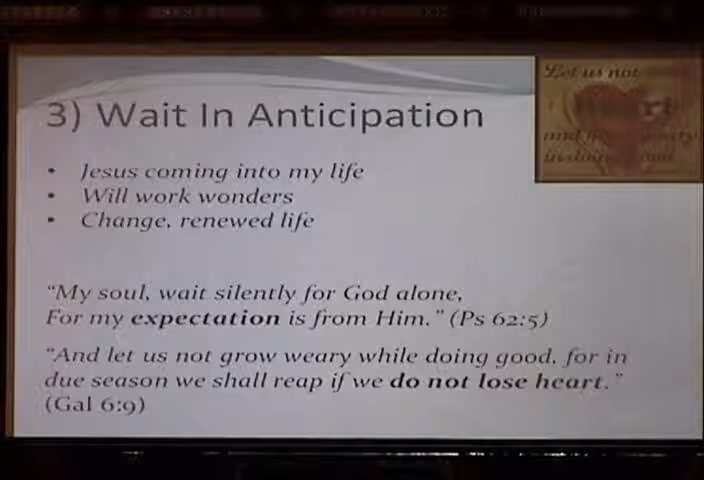 3) Wait In Anticipation
Let us not
• Jesus coming into my life
• Will work wonders
• Change, renewed life
"My soul, wait silently for God alone,
For my expectation is from Him." (Ps 62:5)
"And let us not grow weary while doing good, for in
due season we shall reap if we do not lose heart."
(Gal 6:9)